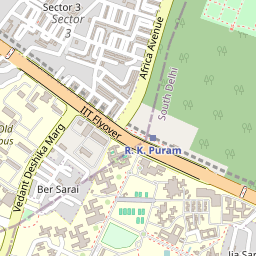 Sector 3
Sector
3
Africa Avenue
South Delhi
IIT Flyover
Old
pus
Vedant Deshika Marg
R. K. Puram
Ber Sarai
Jia Sar